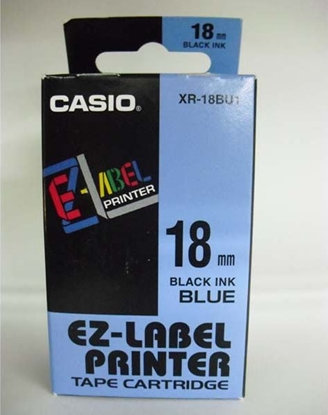 18 mm
BLACK INK
CASIO®
XR-18BU1
E-LABEL
PRINTER
18 mm
BLACK INK
BLUE
EZ-LABEL
PRINTER
TAPE CARTRIDGE